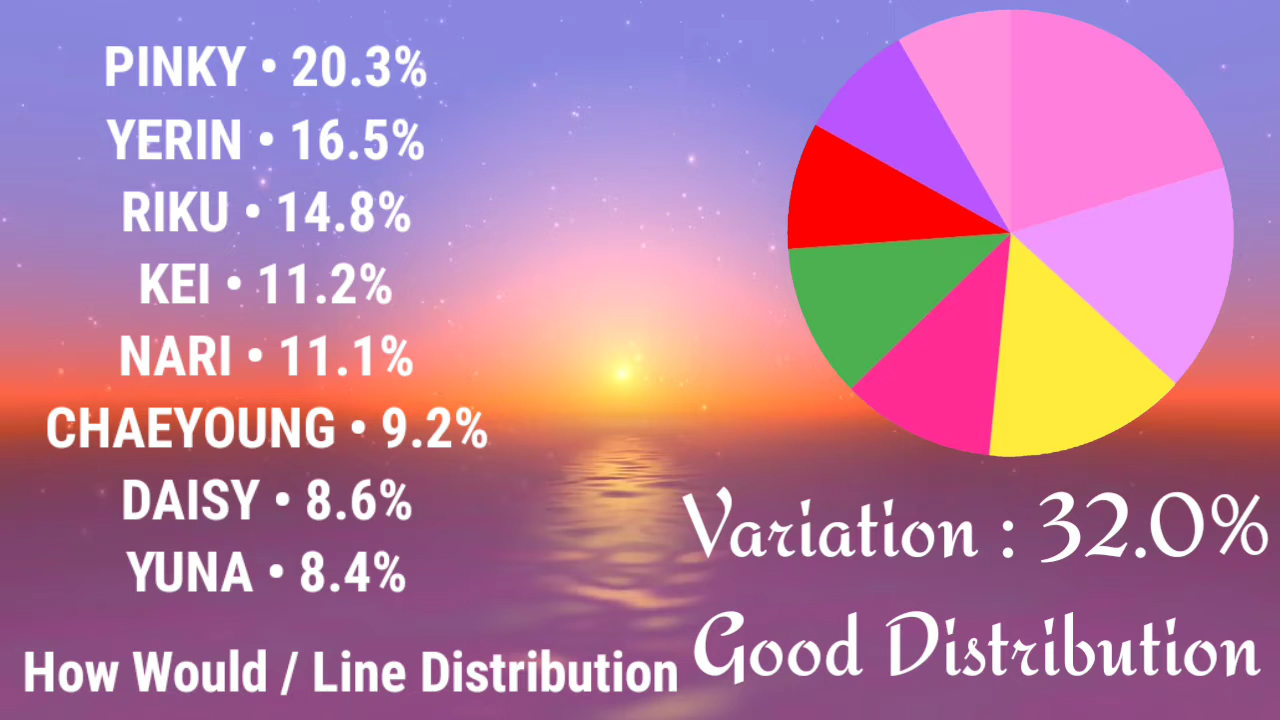 PINKY • 20.3%
YERIN • 16.5%
RIKU • 14.8%
KEI • 11.2%
NARI • 11.1%
CHAEYOUNG • 9.2%
DAISY • 8.6%
YUNA • 8.4%
How Would / Line Distribution
Variation : 32.0%
Good Distribution